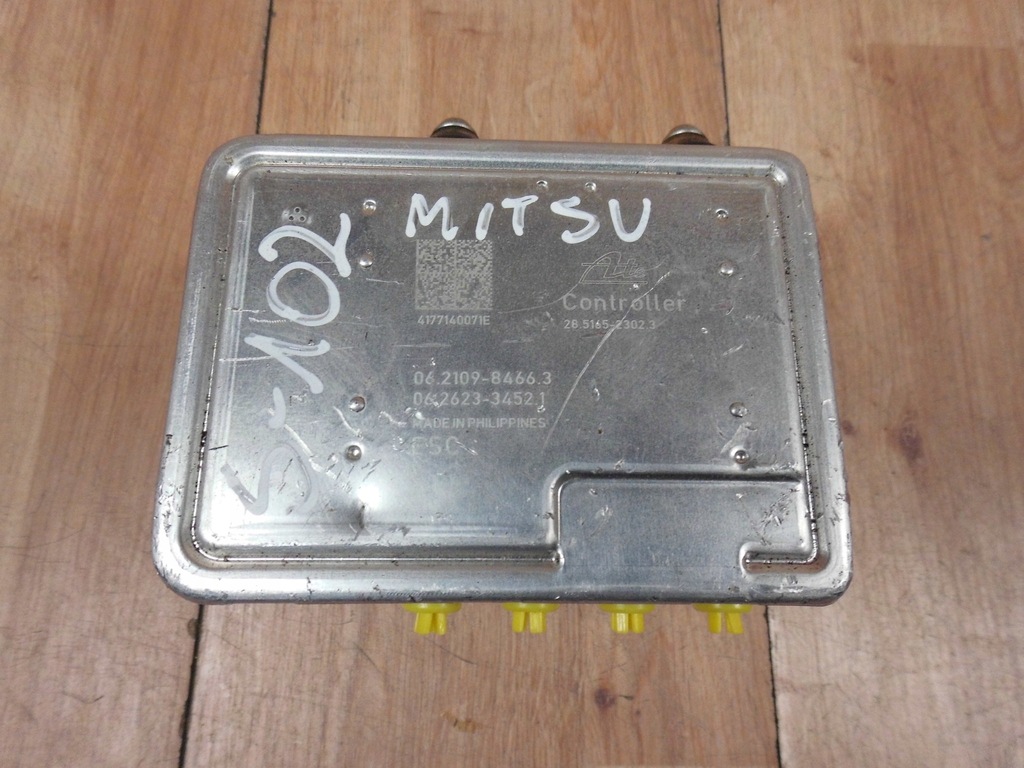 MITSU
102
4177140071E
Controller
28.5165-2302.3
06.2109-8466.3
06.2623-3452.1
MADE IN PHILIPPINES
ESC